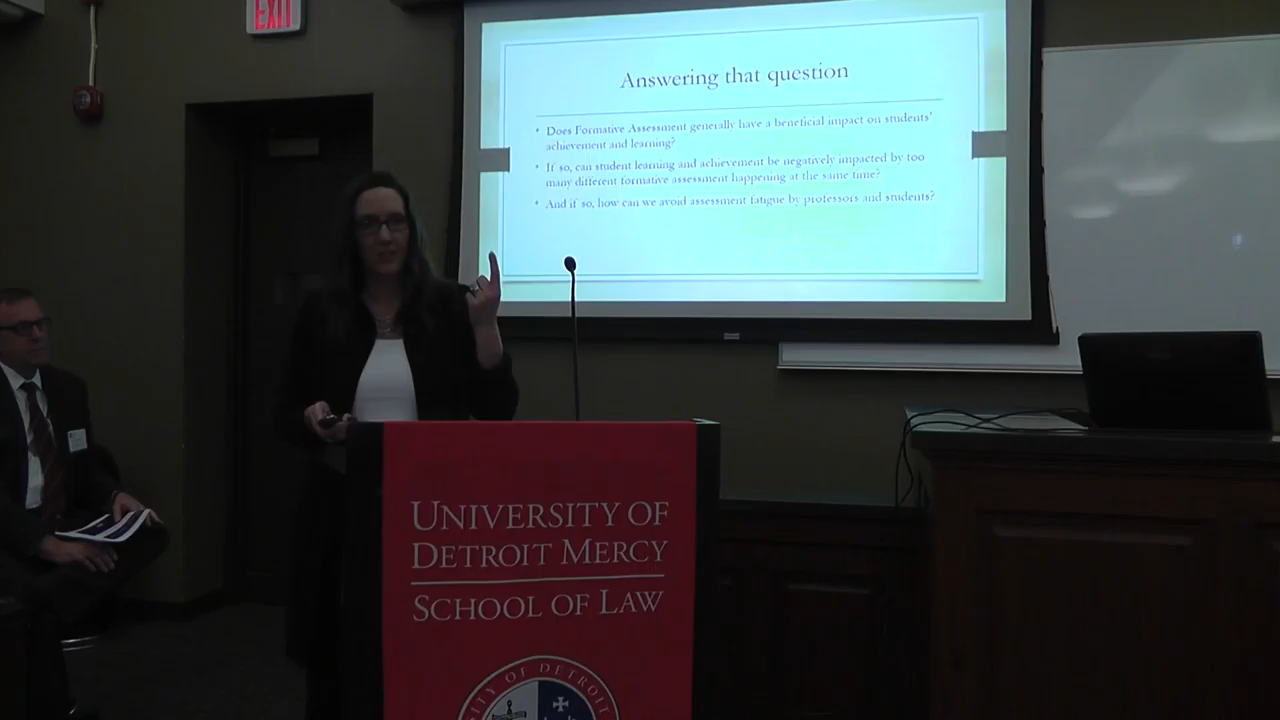 EXIT
Answering that question
• Does Formative Assessment generally have a beneficial impact on students'
achievement and learning?
• If so, can student learning and achievement be negatively impacted by too
many different formative assessment happening at the same time?
• And if so, how can we avoid assessment fatigue by professors and students?
UNIVERSITY OF
DETROIT MERCY
SCHOOL OF LAW
OF DETROIT